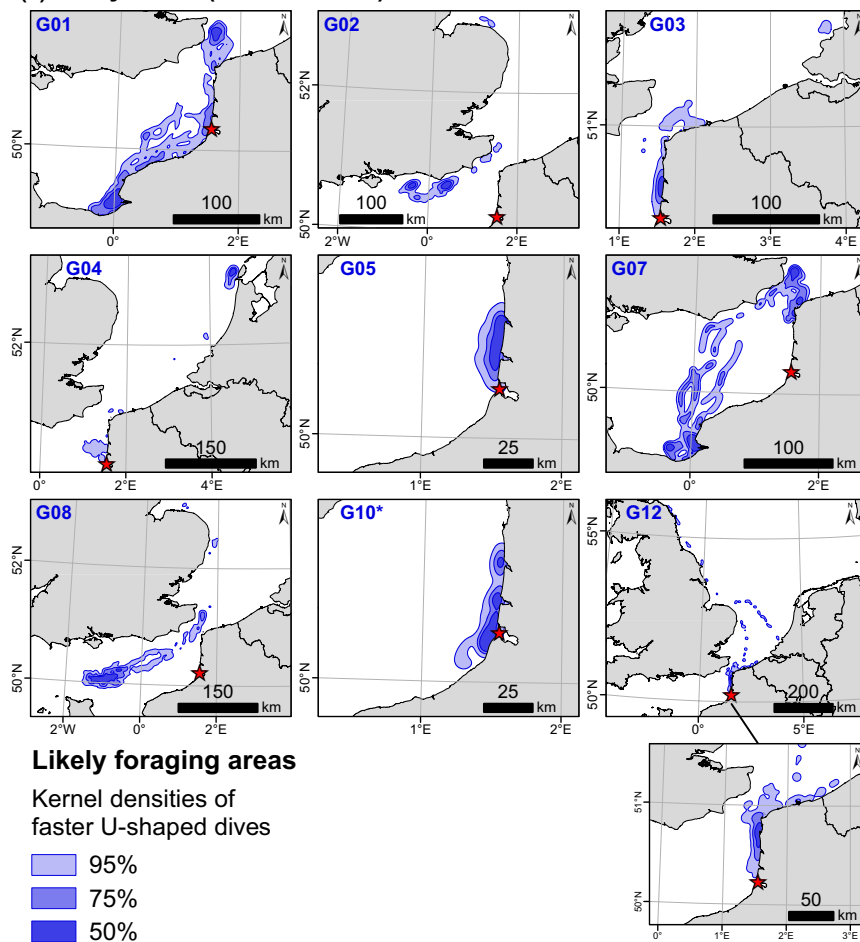 G01
N
50°N
100
km
0°
2°E
G02
N
52°N
50°N
100
km
2°W
0°
2°E
G03
N
51°N
100
km
1°E
2°E
3°E
4°E
G04
N
52°N
150
km
0°
2°E
4°E
G05
N
50°N
25
km
1°E
2°E
G07
N
50°N
100
km
0°
2°E
G08
N
52°N
50°N
150
km
2°W
0°
2°E
G10*
N
50°N
25
km
1°E
2°E
G12
N
55°N
50°N
200
km
0°
5°E
Likely foraging areas
Kernel densities of
faster U-shaped dives
95%
75%
50%
N
51°N
50°N
50
km
0°
1°E
2°E
3°E